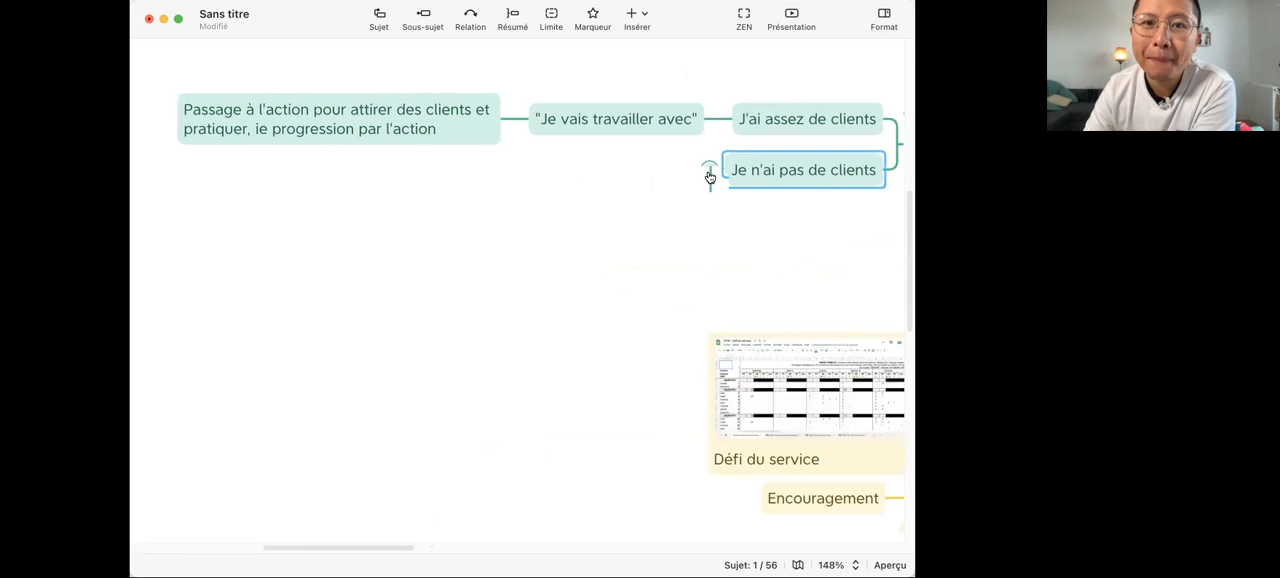 Sans titre
Modifié
Sujet
Sous-sujet
Relation
Résumé
Limite
Marqueur
Insérer
ZEN
Présentation
Format
Passage à l'action pour attirer des clients et
pratiquer, ie progression par l'action
"Je vais travailler avec"
J'ai assez de clients
Je n'ai pas de clients
Défi du service
Encouragement
Sujet: 1 / 56
148%
Aperçu